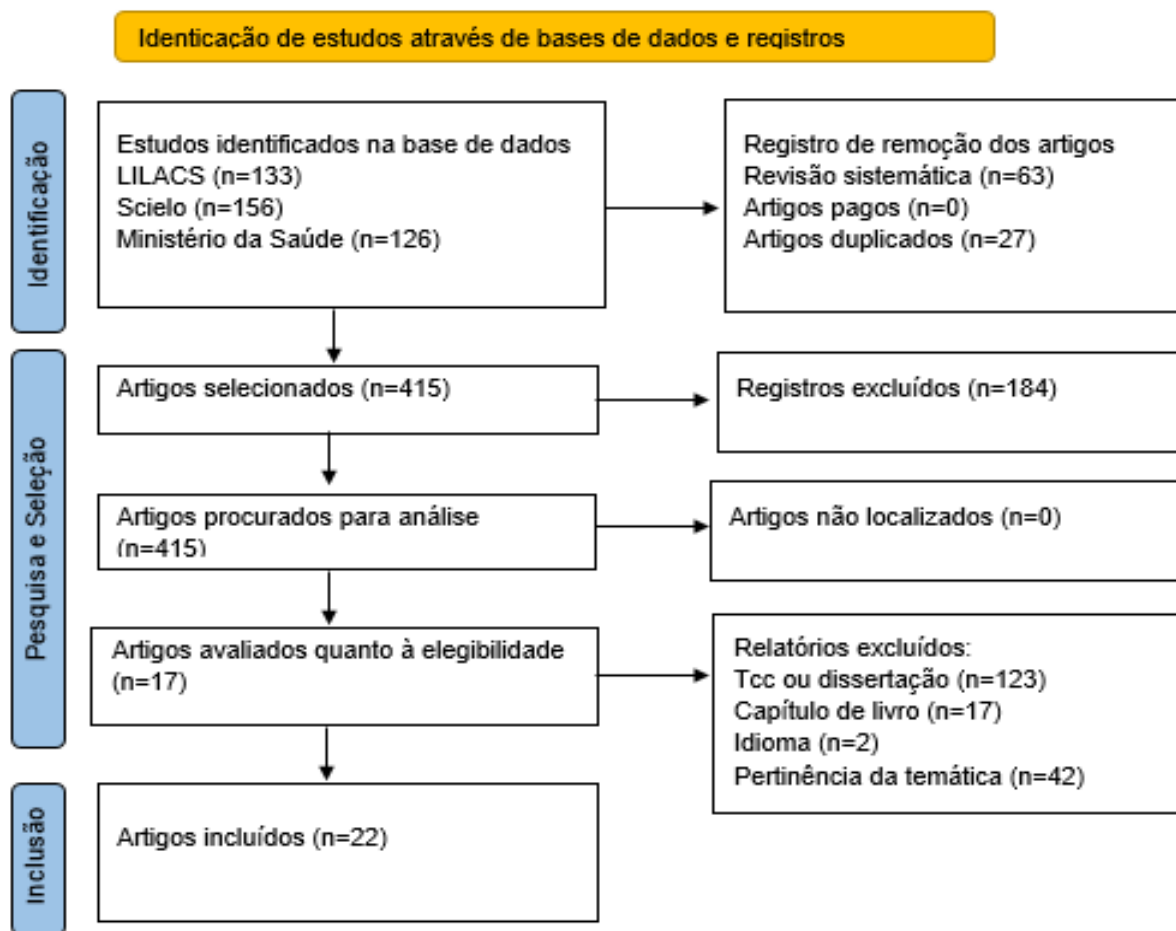 Identicação de estudos através de bases de dados e registros
Identificação
Estudos identificados na base de dados
LILACS (n=133)
Scielo (n=156)
Ministério da Saúde (n=126)
Registro de remoção dos artigos
Revisão sistemática (n=63)
Artigos pagos (n=0)
Artigos duplicados (n=27)
Pesquisa e Seleção
Artigos selecionados (n=415)
Registros excluídos (n=184)
Artigos procurados para análise
(n=415)
Artigos não localizados (n=0)
Artigos avaliados quanto à elegibilidade
(n=17)
Relatórios excluídos:
Tcc ou dissertação (n=123)
Capítulo de livro (n=17)
Idioma (n=2)
Pertinência da temática (n=42)
Inclusão
Artigos incluídos (n=22)